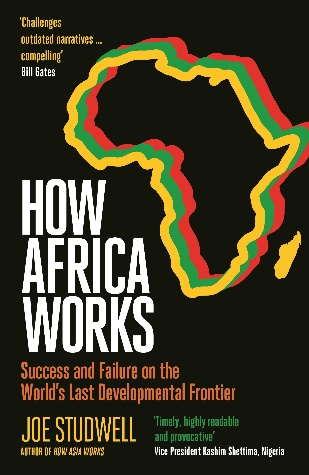 'Challenges
outdated narratives ...
compelling'
Bill Gates
HOW
AFRICA
WORKS
Success and Failure on the
World's Last Developmental Frontier
JOE STUDWELL
AUTHOR OF HOW ASIA WORKS
'Timely, highly readable
and provocative'
Vice President Kashim Shettima, Nigeria